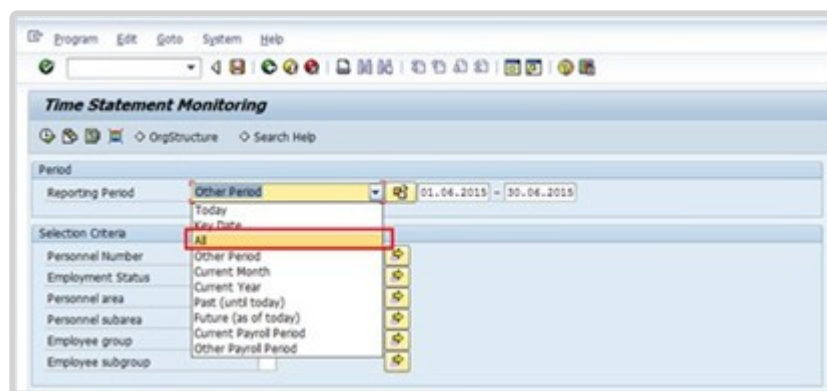 Program Edit Goto System Help
Time Statement Monitoring
OrgStructure Search Help
Period
Reporting Period Other Period 01.06.2015 - 30.06.2015
Today
Key Date
Selection Criteria
All
Personnel Number Other Period
Employment Status Current Month
Current Year
Personnel area Past (until today)
Personnel subarea Future (as of today)
Current Payroll Period
Employee group Other Payroll Period
Employee subgroup